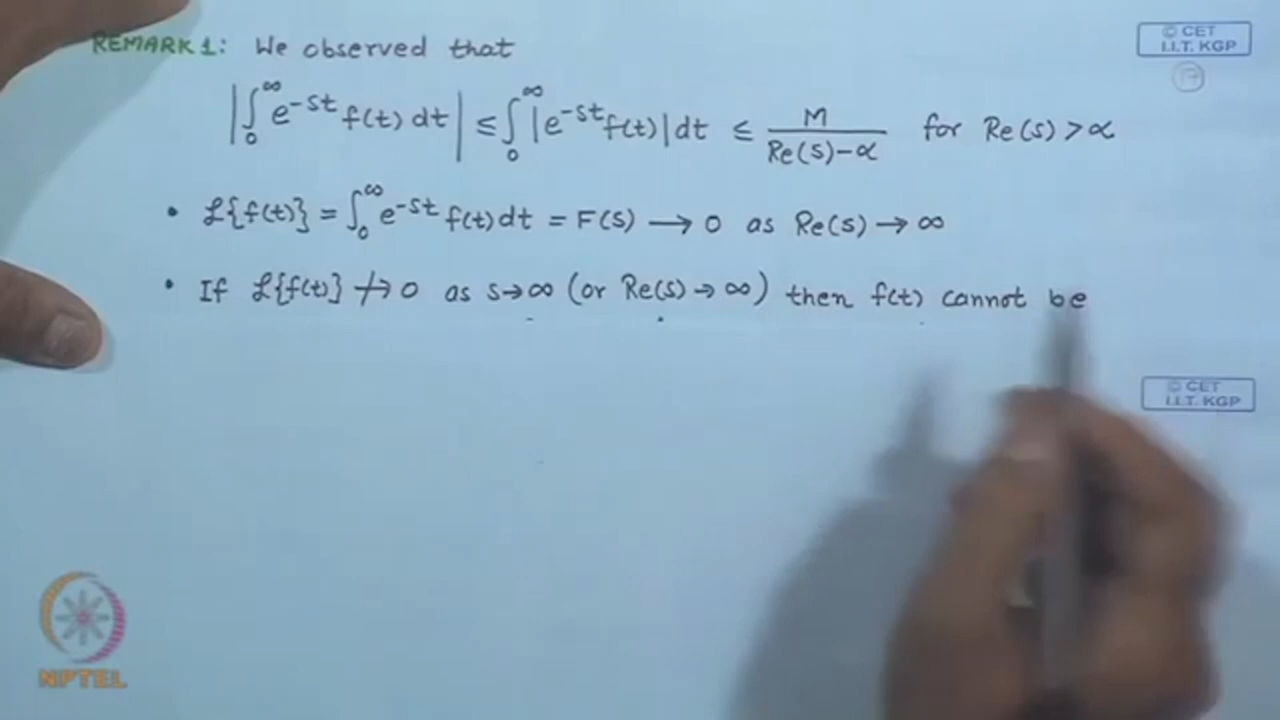 REMARK 1: We observed that
© CET
I.I.T. KGP
17
|∫₀^∞ e^{-st} f(t) dt| ≤ ∫₀^∞ |e^{-st} f(t)| dt ≤ M / (Re(s)-α) for Re(s) > α
• ℒ{f(t)} = ∫₀^∞ e^{-st} f(t) dt = F(s) → 0 as Re(s) → ∞
• If ℒ{f(t)} ↛ 0 as s→∞ (or Re(s) → ∞) then f(t) cannot be
© CET
I.I.T. KGP
NPTEL